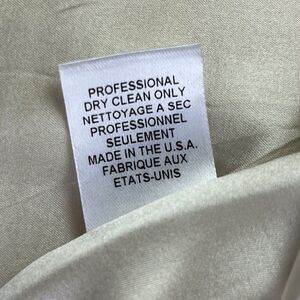 PROFESSIONAL
DRY CLEAN ONLY
NETTOYAGE A SEC
PROFESSIONNEL
SEULEMENT
MADE IN THE U.S.A.
FABRIQUE AUX
ETATS-UNIS